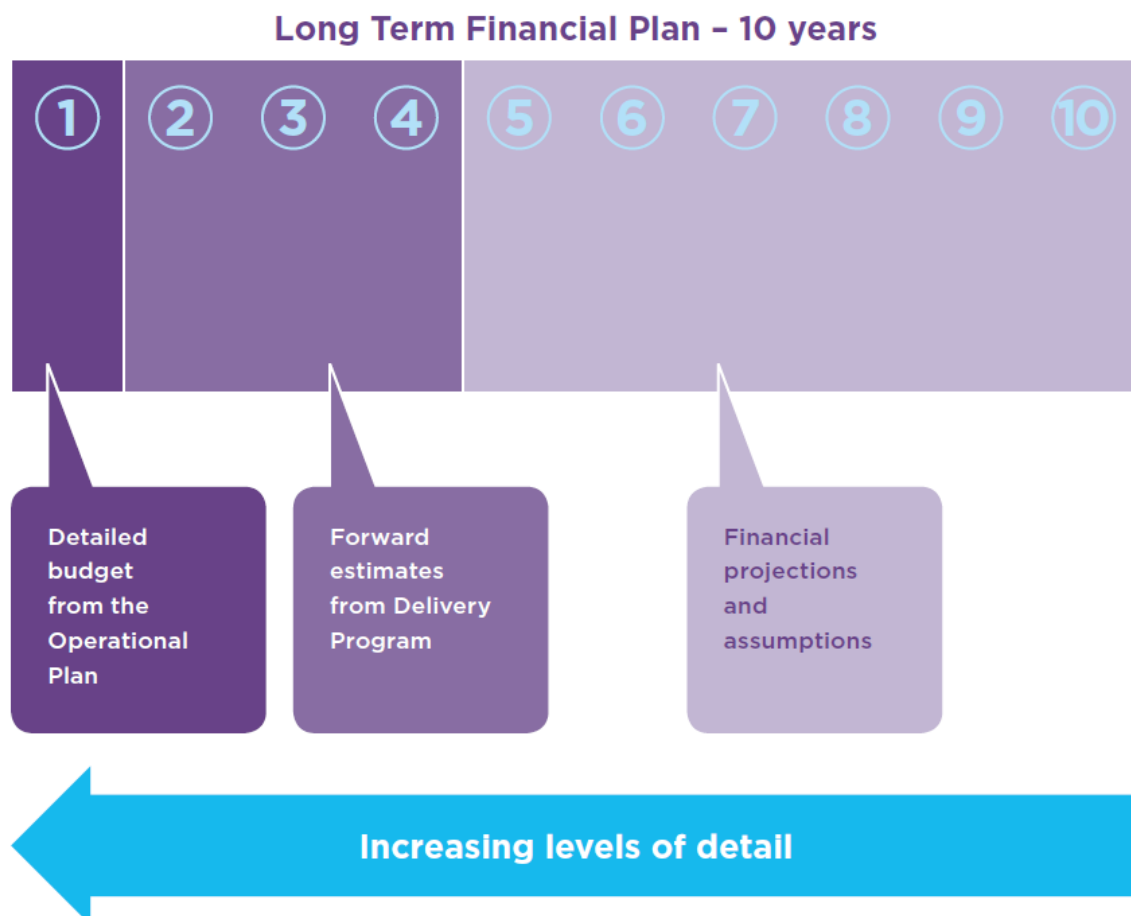 Long Term Financial Plan – 10 years
1 2 3 4 5 6 7 8 9 10
Detailed
budget
from the
Operational
Plan
Forward
estimates
from Delivery
Program
Financial
projections
and
assumptions
Increasing levels of detail